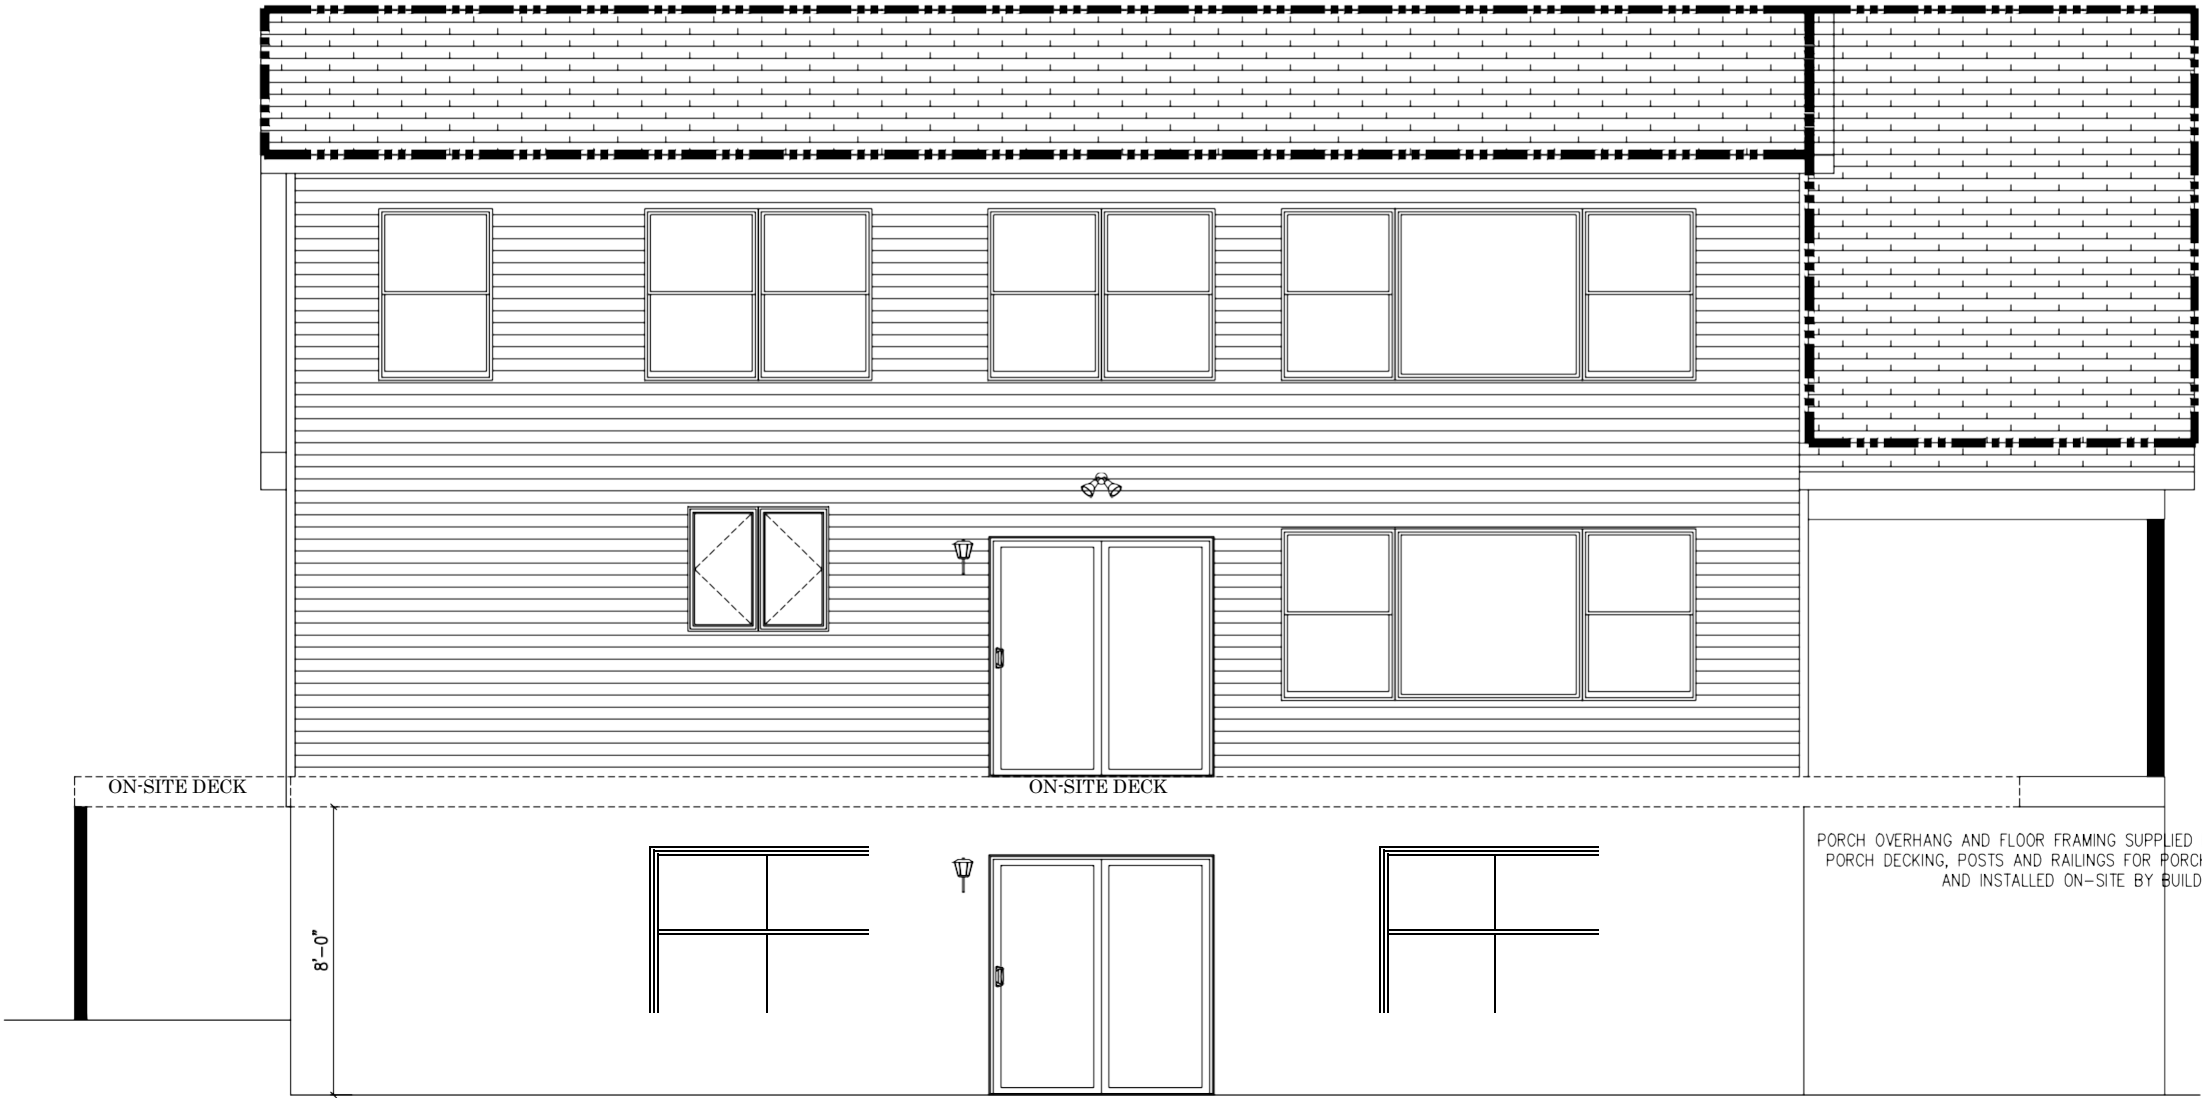 ON-SITE DECK
ON-SITE DECK
PORCH OVERHANG AND FLOOR FRAMING SUPPLIED
PORCH DECKING, POSTS AND RAILINGS FOR
AND INSTALLED ON-SITE BY
8'-0"